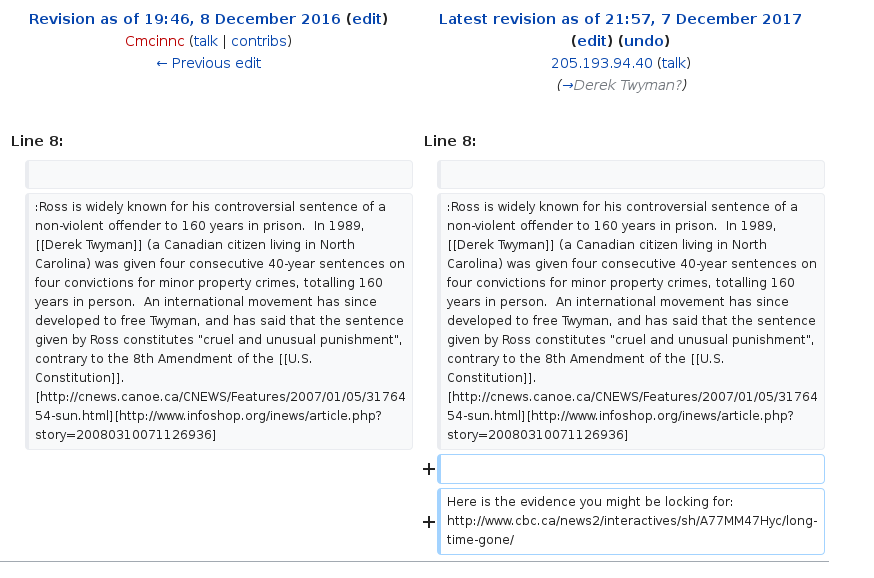 Revision as of 19:46, 8 December 2016 (edit)
Cmcinnc (talk | contribs)
← Previous edit
Latest revision as of 21:57, 7 December 2017
(edit) (undo)
205.193.94.40 (talk)
(→Derek Twyman?)
Line 8:
Line 8:
:Ross is widely known for his controversial sentence of a
non-violent offender to 160 years in prison.  In 1989,
[[Derek Twyman]] (a Canadian citizen living in North
Carolina) was given four consecutive 40-year sentences on
four convictions for minor property crimes, totalling 160
years in person.  An international movement has since
developed to free Twyman, and has said that the sentence
given by Ross constitutes "cruel and unusual punishment",
contrary to the 8th Amendment of the [[U.S.
Constitution]].
[http://cnews.canoe.ca/CNEWS/Features/2007/01/05/31764
54-sun.html][http://www.infoshop.org/inews/article.php?
story=20080310071126936]
:Ross is widely known for his controversial sentence of a
non-violent offender to 160 years in prison.  In 1989,
[[Derek Twyman]] (a Canadian citizen living in North
Carolina) was given four consecutive 40-year sentences on
four convictions for minor property crimes, totalling 160
years in person.  An international movement has since
developed to free Twyman, and has said that the sentence
given by Ross constitutes "cruel and unusual punishment",
contrary to the 8th Amendment of the [[U.S.
Constitution]].
[http://cnews.canoe.ca/CNEWS/Features/2007/01/05/31764
54-sun.html][http://www.infoshop.org/inews/article.php?
story=20080310071126936]
+
+
Here is the evidence you might be locking for:
http://www.cbc.ca/news2/interactives/sh/A77MM47Hyc/long-
time-gone/